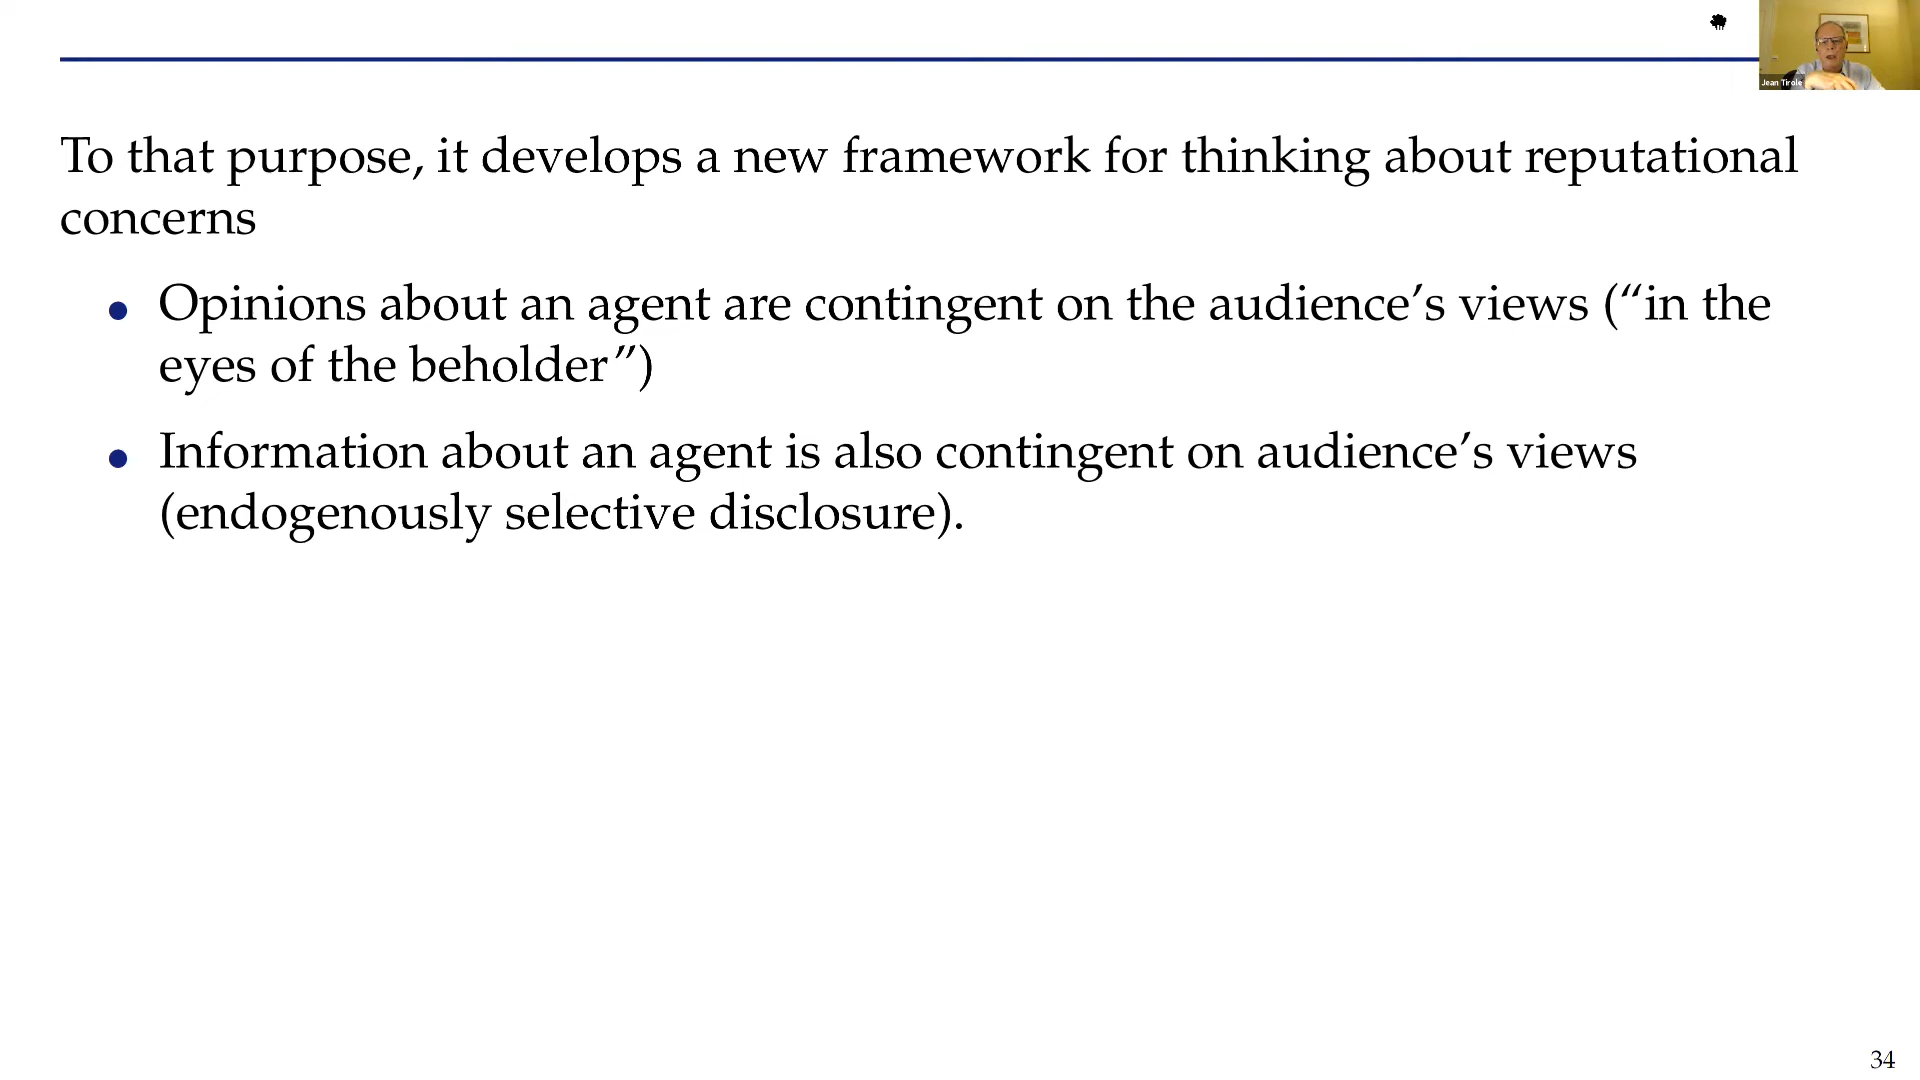 Jean Tirole
To that purpose, it develops a new framework for thinking about reputational
concerns
• Opinions about an agent are contingent on the audience’s views (“in the
eyes of the beholder”)
• Information about an agent is also contingent on audience’s views
(endogenously selective disclosure).
34